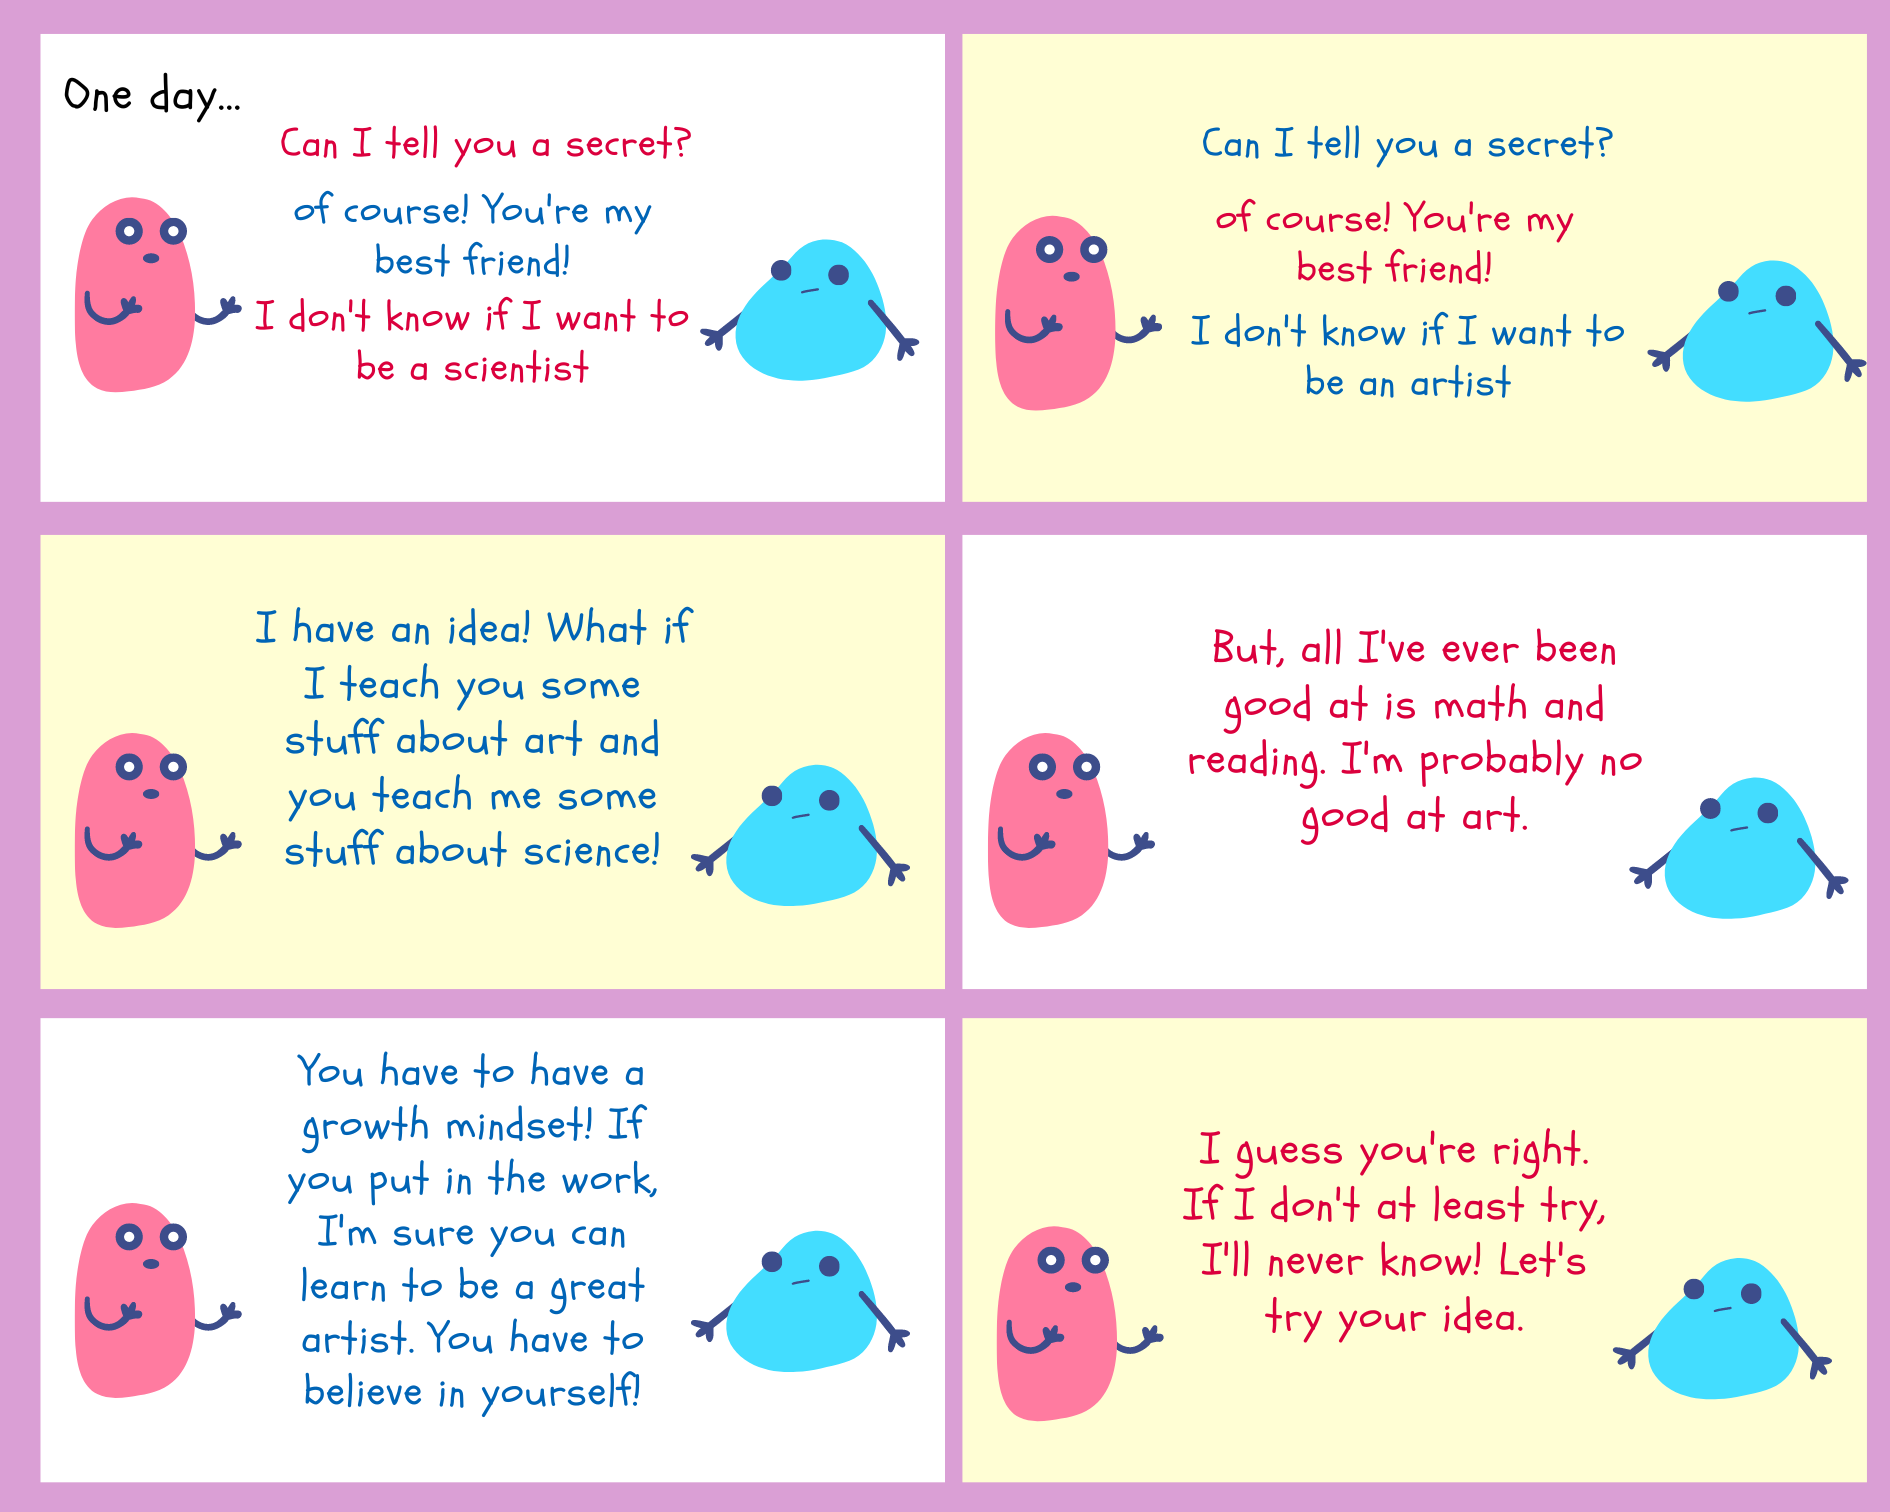 One day...
Can I tell you a secret?
of course! You're my
best friend!
I don't know if I want to
be a scientist
Can I tell you a secret?
of course! You're my
best friend!
I don't know if I want to
be an artist
I have an idea! What if
I teach you some
stuff about art and
you teach me some
stuff about science!
But, all I've ever been
good at is math and
reading. I'm probably no
good at art.
You have to have a
growth mindset! If
you put in the work,
I'm sure you can
learn to be a great
artist. You have to
believe in yourself!
I guess you're right.
If I don't at least try,
I'll never know! Let's
try your idea.